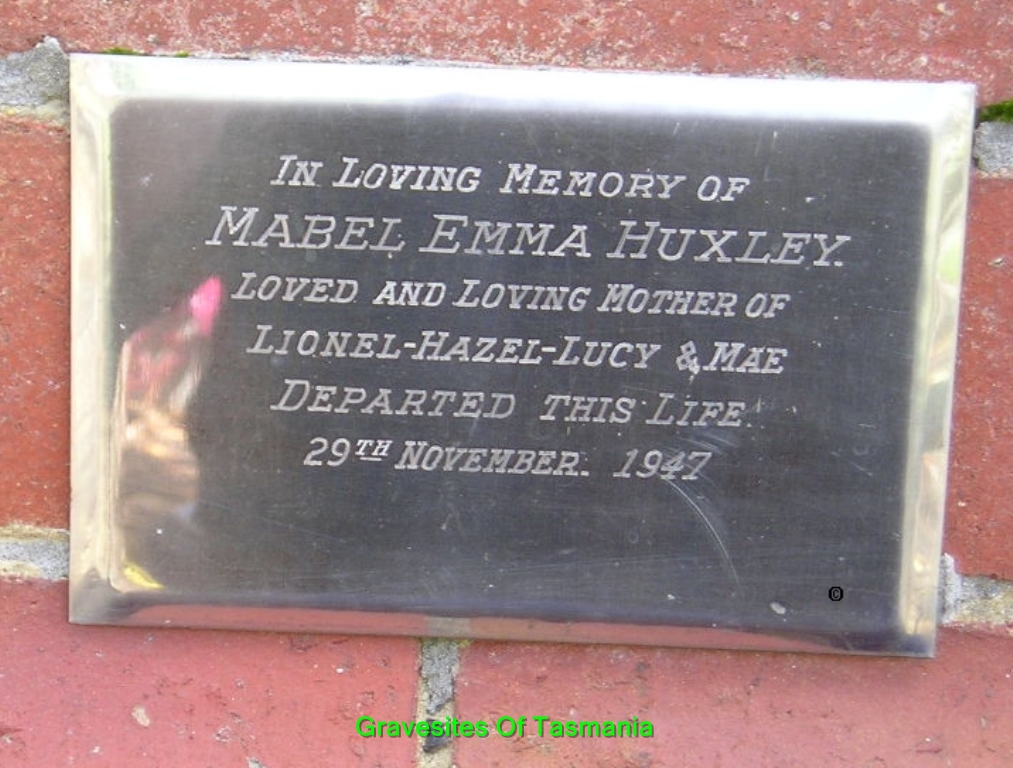 In Loving Memory of
Mabel Emma Huxley.
Loved and Loving Mother of
Lionel-Hazel-Lucy & Mae
Departed this Life
29TH November. 1947
©
Gravesites Of Tasmania